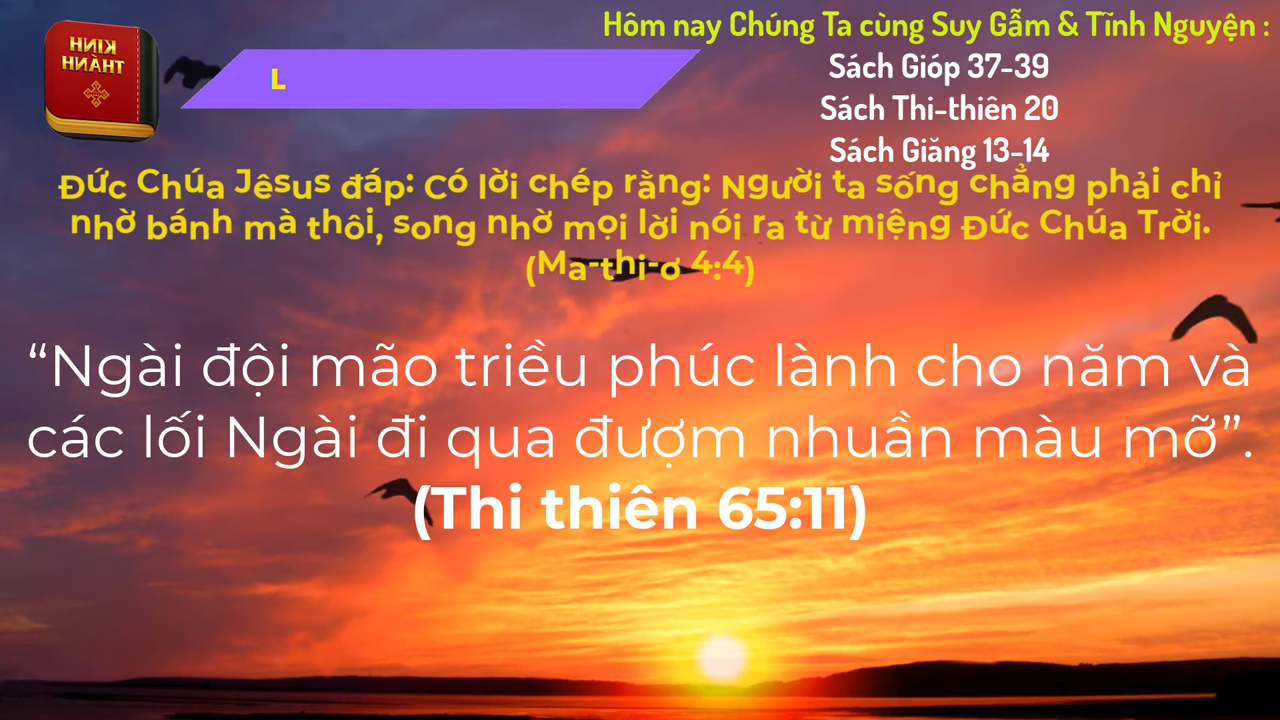 KINH
THÁNH
L
Hôm nay Chúng Ta cùng Suy Gẫm & Tĩnh Nguyện :
Sách Gióp 37-39
Sách Thi-thiên 20
Sách Giăng 13-14
Đức Chúa Jêsus đáp: Có lời chép rằng: Người ta sống chẳng phải chỉ
nhờ bánh mà thôi, song nhờ mọi lời nói ra từ miệng Đức Chúa Trời.
(Ma-thi-ơ 4:4)
“Ngài đội mão triều phúc lành cho năm và
các lối Ngài đi qua đượm nhuần màu mỡ”.
(Thi thiên 65:11)